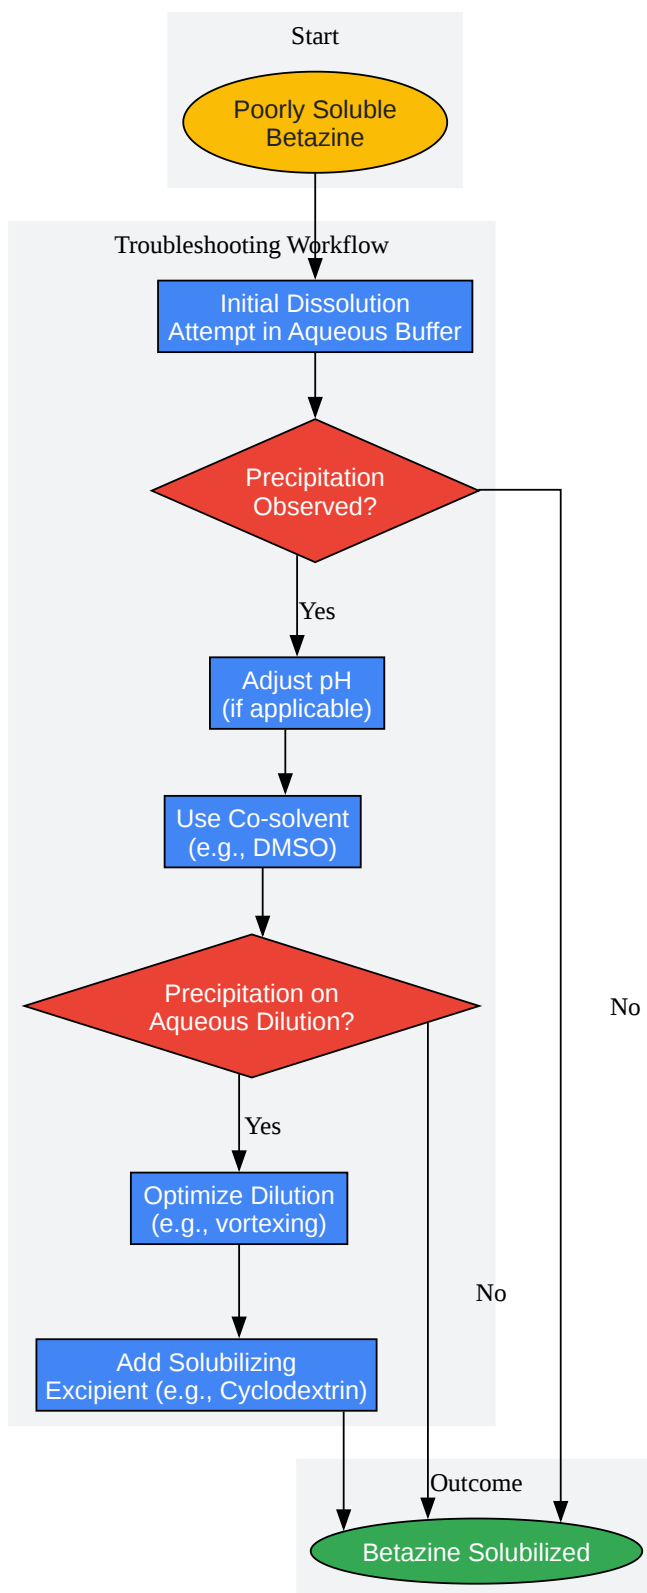 Start
Poorly Soluble
Betazine
Troubleshooting Workflow
Initial Dissolution
Attempt in Aqueous Buffer
Precipitation
Observed?
Yes
Adjust pH
(if applicable)
Use Co-solvent
(e.g., DMSO)
Precipitation on
Aqueous Dilution?
No
Yes
Optimize Dilution
(e.g., vortexing)
No
Add Solubilizing
Excipient (e.g., Cyclodextrin)
Outcome
Betazine Solubilized